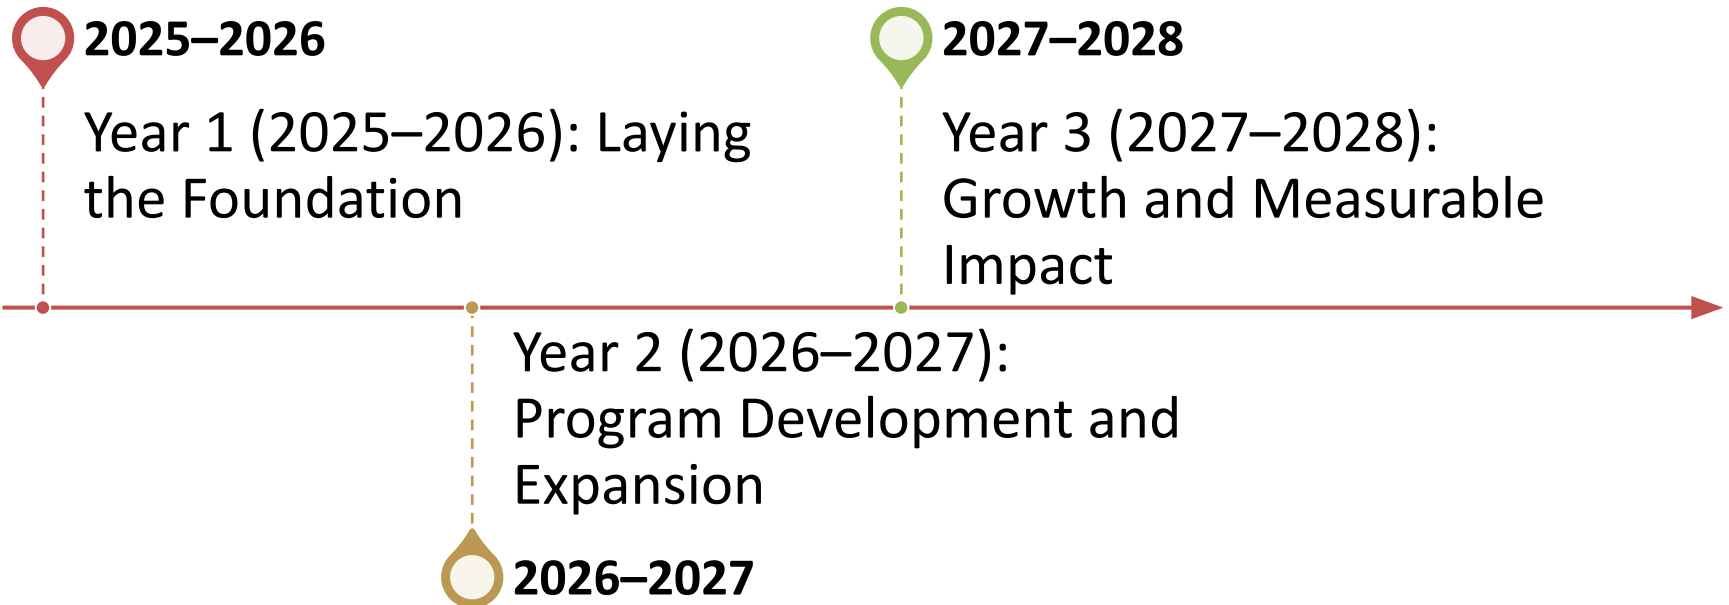 2025–2026
Year 1 (2025–2026): Laying
the Foundation
2027–2028
Year 3 (2027–2028):
Growth and Measurable
Impact
Year 2 (2026–2027):
Program Development and
Expansion
2026–2027